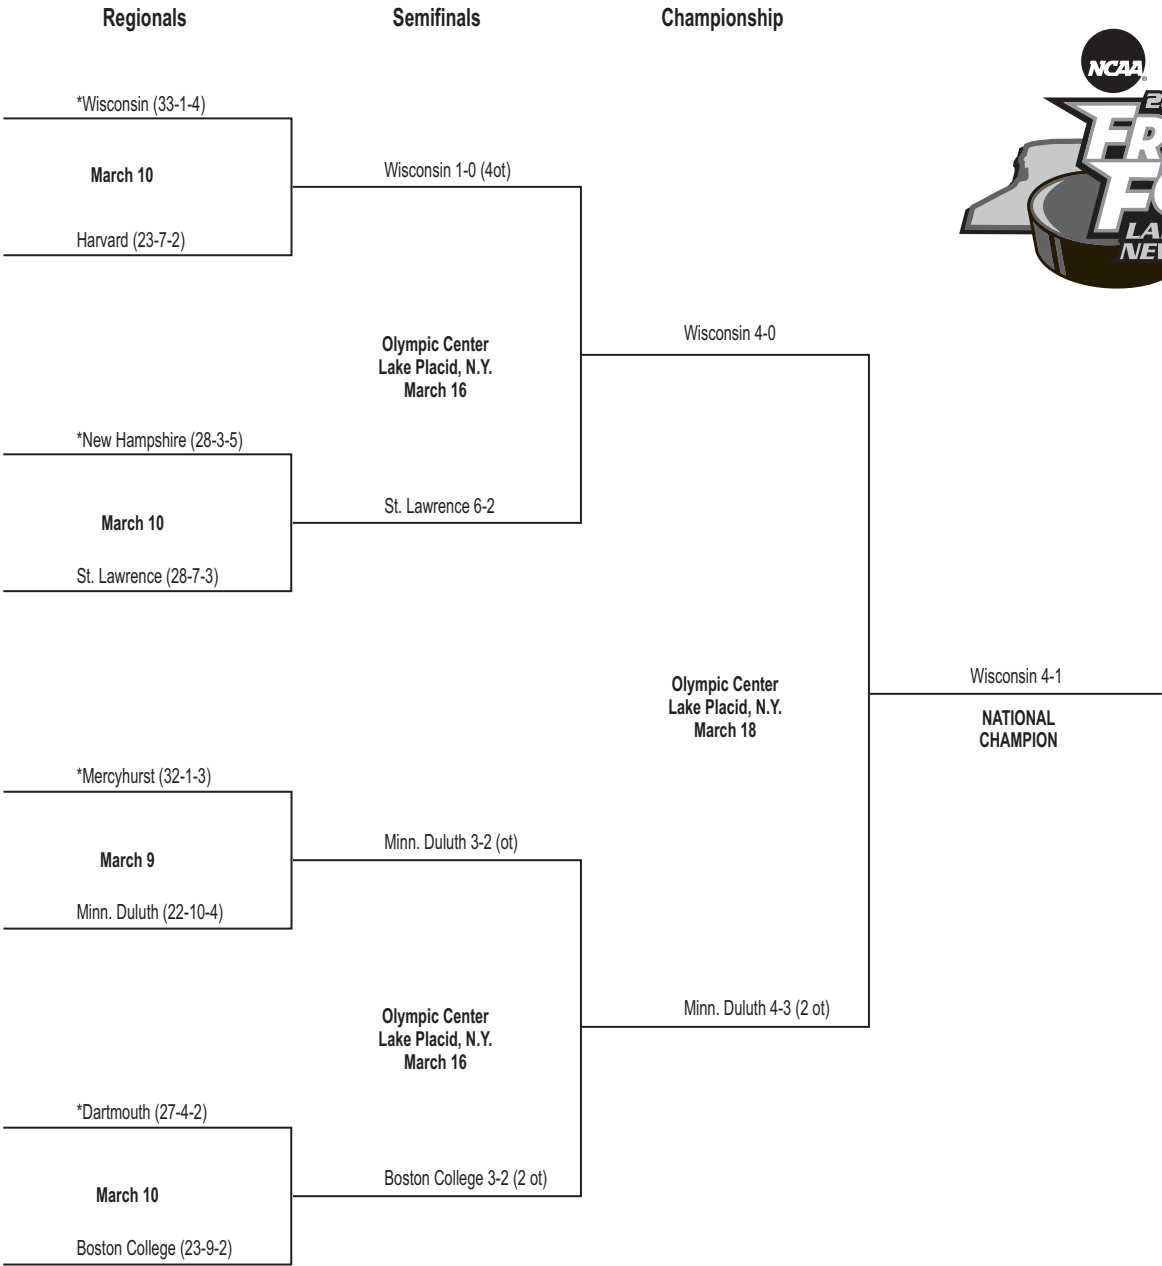 Regionals Semifinals Championship
NCAA
*Wisconsin (33-1-4)
March 10
Harvard (23-7-2)
Wisconsin 1-0 (4ot)
Olympic Center
Lake Placid, N.Y.
March 16
Wisconsin 4-0
*New Hampshire (28-3-5)
March 10
St. Lawrence (28-7-3)
St. Lawrence 6-2
Olympic Center
Lake Placid, N.Y.
March 18
Wisconsin 4-1
NATIONAL
CHAMPION
*Mercyhurst (32-1-3)
March 9
Minn. Duluth (22-10-4)
Minn. Duluth 3-2 (ot)
Olympic Center
Lake Placid, N.Y.
March 16
Minn. Duluth 4-3 (2 ot)
*Dartmouth (27-4-2)
March 10
Boston College (23-9-2)
Boston College 3-2 (2 ot)